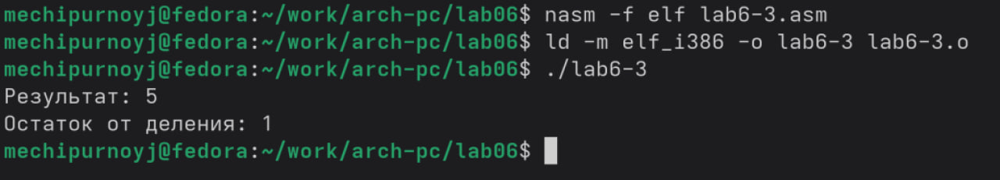 mechipurnoyj@fedora:~/work/arch-pc/lab06$ nasm -f elf lab6-3.asm
mechipurnoyj@fedora:~/work/arch-pc/lab06$ ld -m elf_i386 -o lab6-3 lab6-3.o
mechipurnoyj@fedora:~/work/arch-pc/lab06$ ./lab6-3
Результат: 5
Остаток от деления: 1
mechipurnoyj@fedora:~/work/arch-pc/lab06$